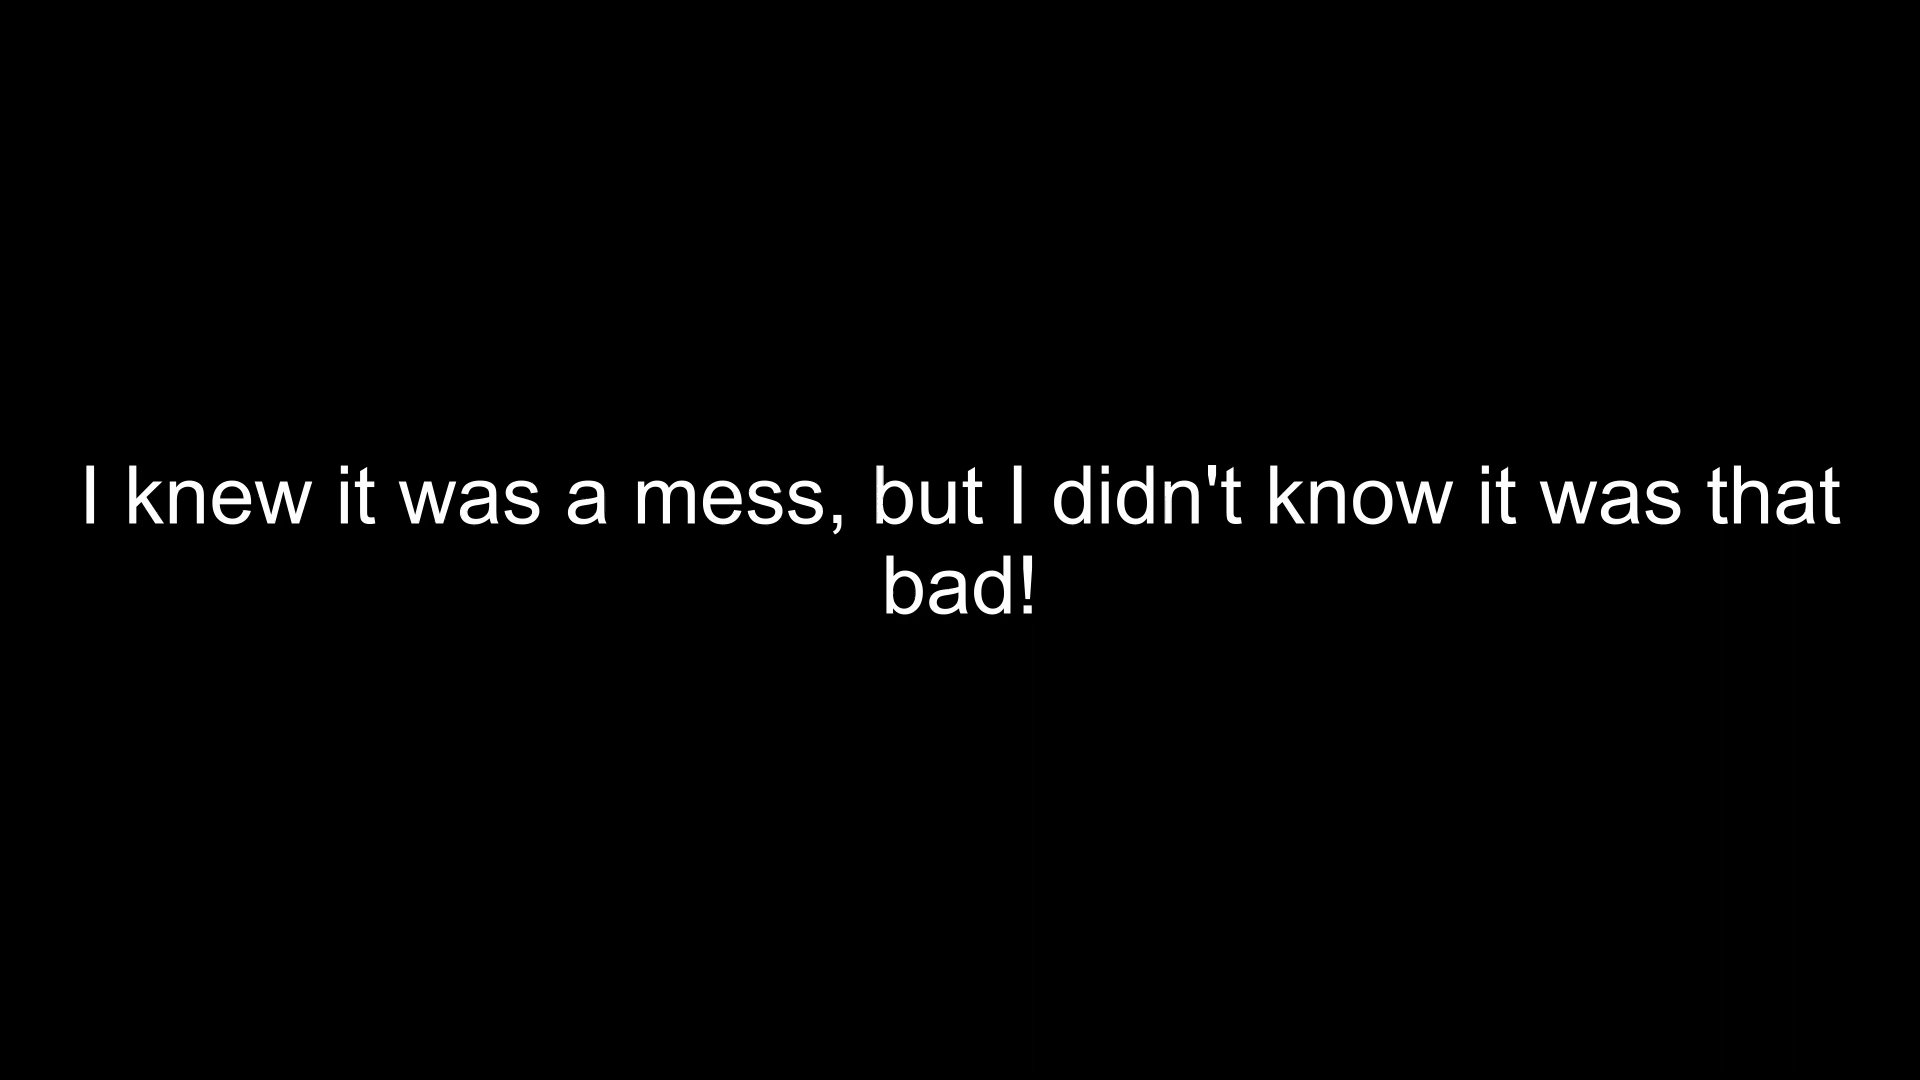 I knew it was a mess, but I didn't know it was that
bad!